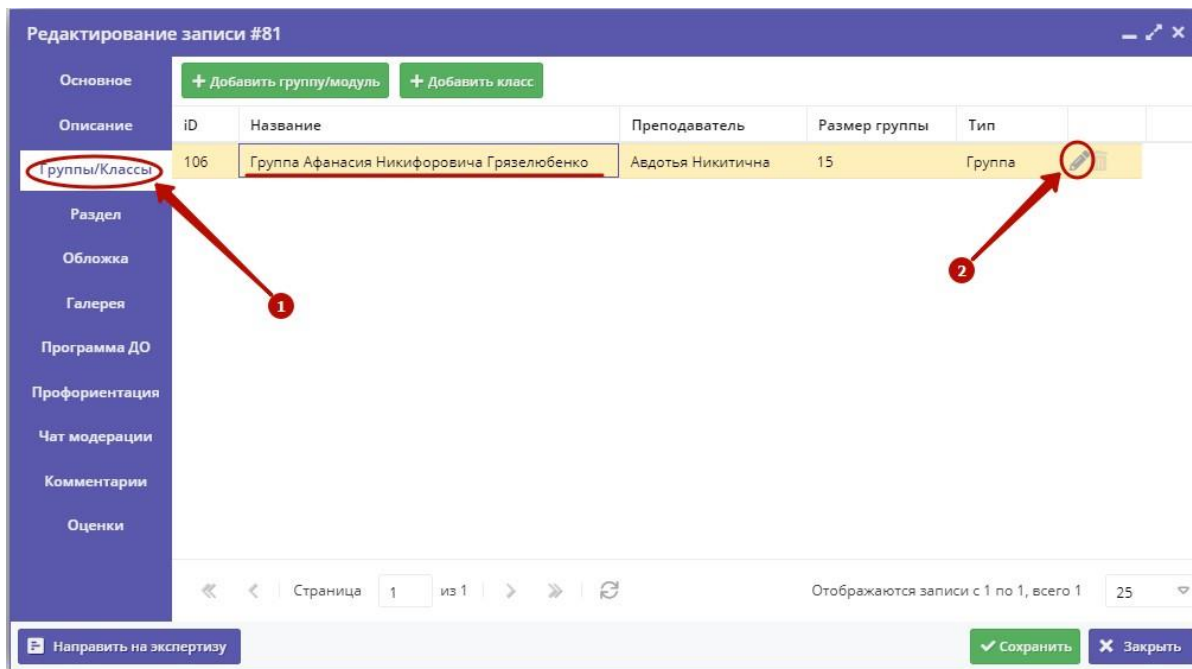 Редактирование записи #81
Основное
+ Добавить группу/модуль
+ Добавить класс
Описание
iD
Название
Преподаватель
Размер группы
Тип
Группы/Классы
106
Группа Афанасия Никифоровича Грязелюбенко
Авдотья Никитична
15
Группа
Раздел
Обложка
2
Галерея
1
Программа ДО
Профориентация
Чат модерации
Комментарии
Оценки
Страница 1 из 1
Отображаются записи с 1 по 1, всего 1
25
Направить на экспертизу
Сохранить
Закрыть